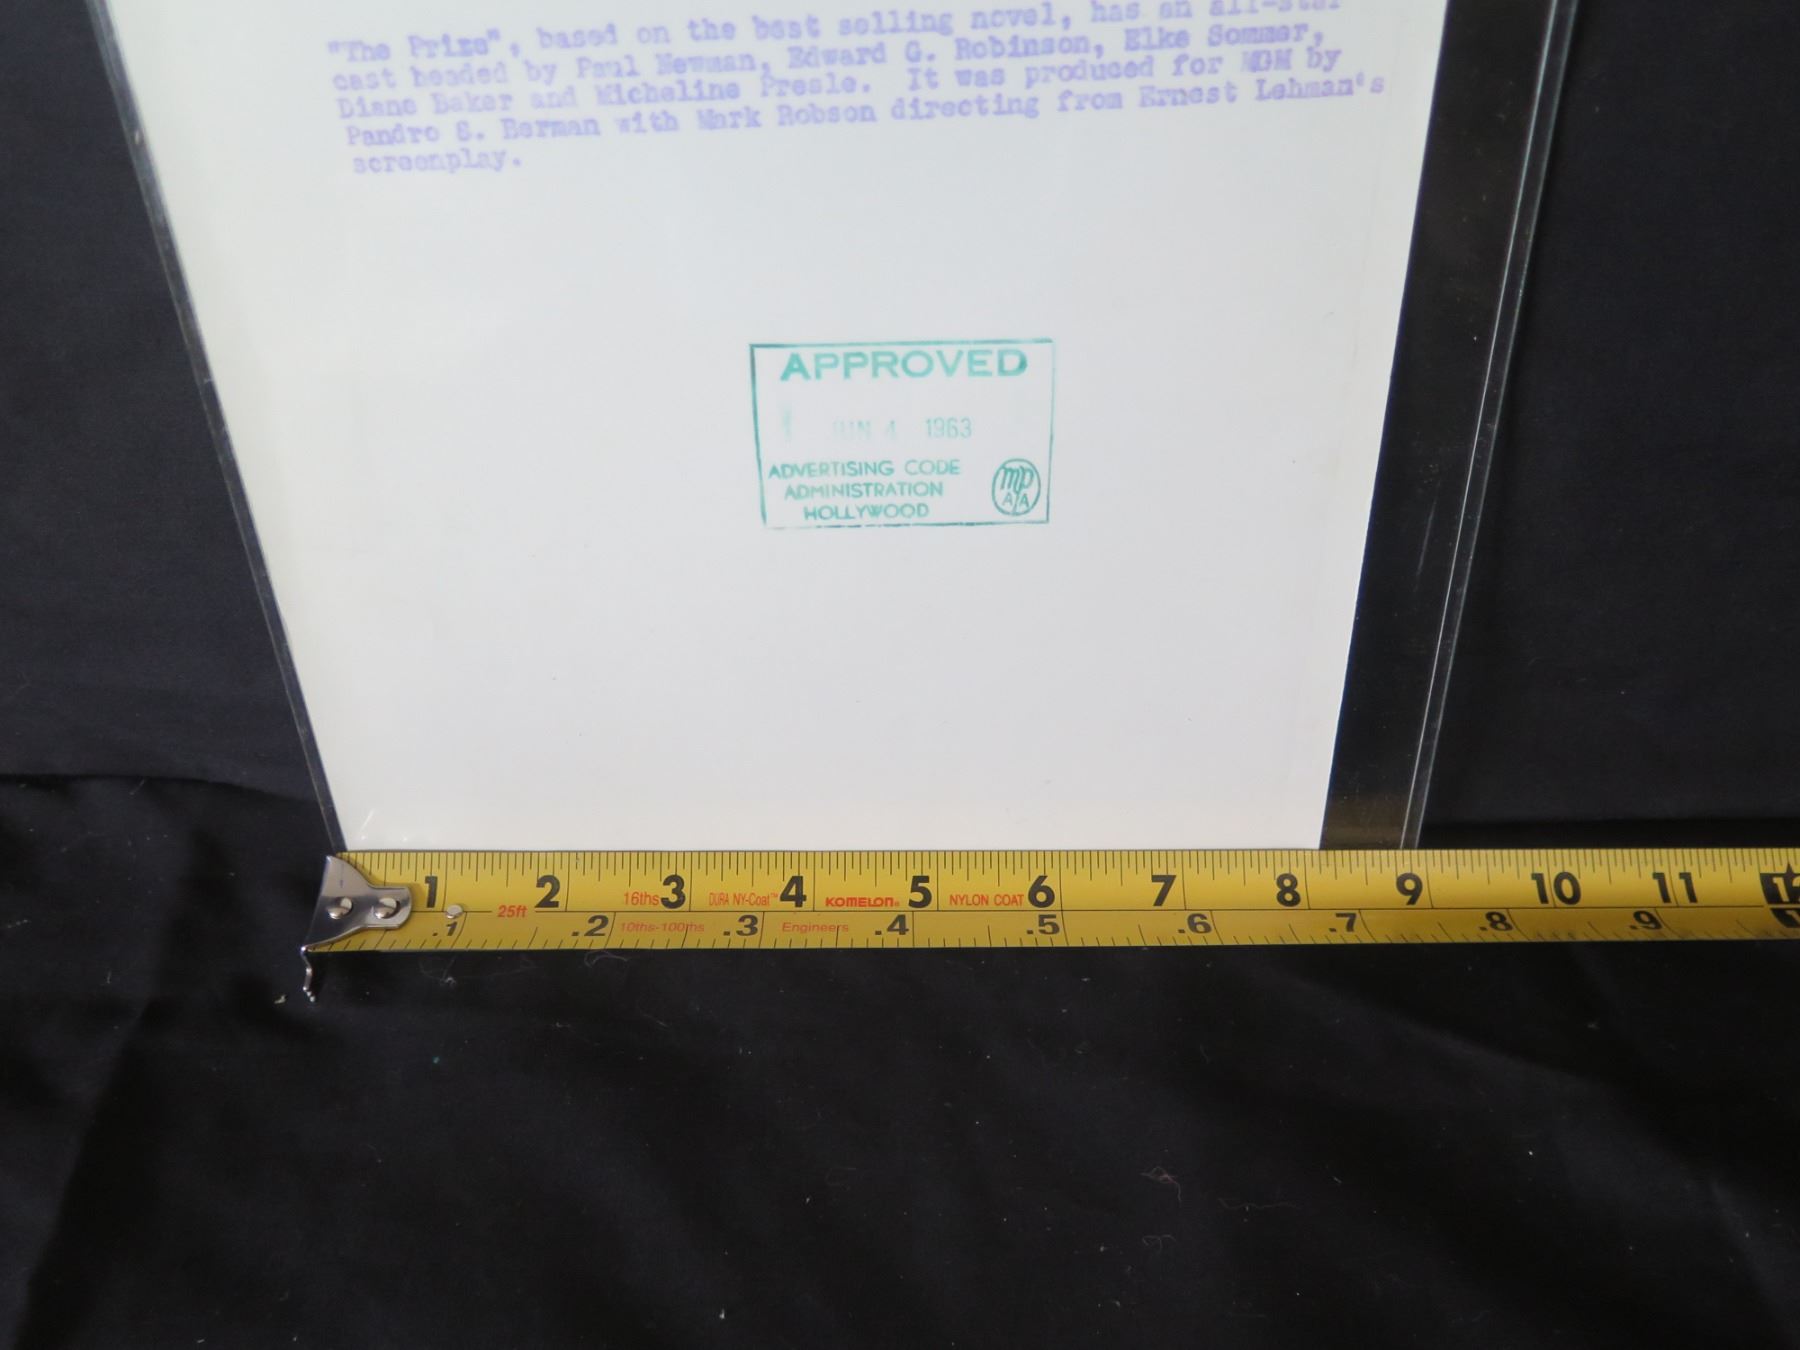 "The Prize", based on the best selling novel, has an all-star
cast headed by Paul Newman, Edward G. Robinson, Elke Sommer,
Diane Baker and Micheline Presle. It was produced for MGM by
Pandro S. Berman with Mark Robson directing from Ernest Lehman's
screenplay.
APPROVED
JUN 4 1963
ADVERTISING CODE
ADMINISTRATION
HOLLYWOOD
mp
AA
1 2 16ths 3 DURA NY-Coat™ 4 KOMELON® 5 NYLON COAT 6 7 8 9 10 11 12
.1 25ft .2 10ths-100ths .3 Engineers .4 .5 .6 .7 .8 .9 1